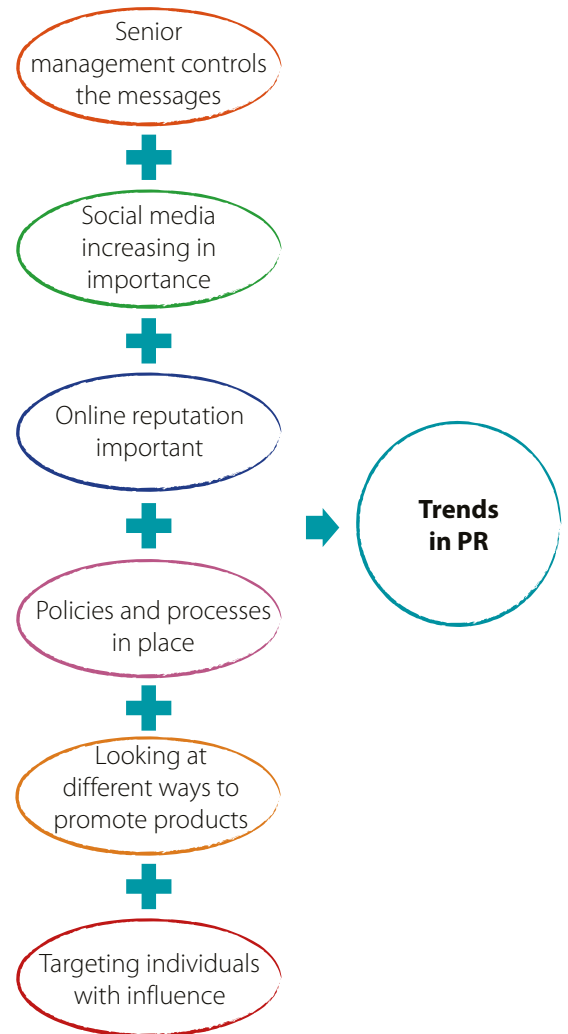 Senior
management controls
the messages
Social media
increasing in
importance
Online reputation
important
Trends
in PR
Policies and processes
in place
Looking at
different ways to
promote products
Targeting individuals
with influence